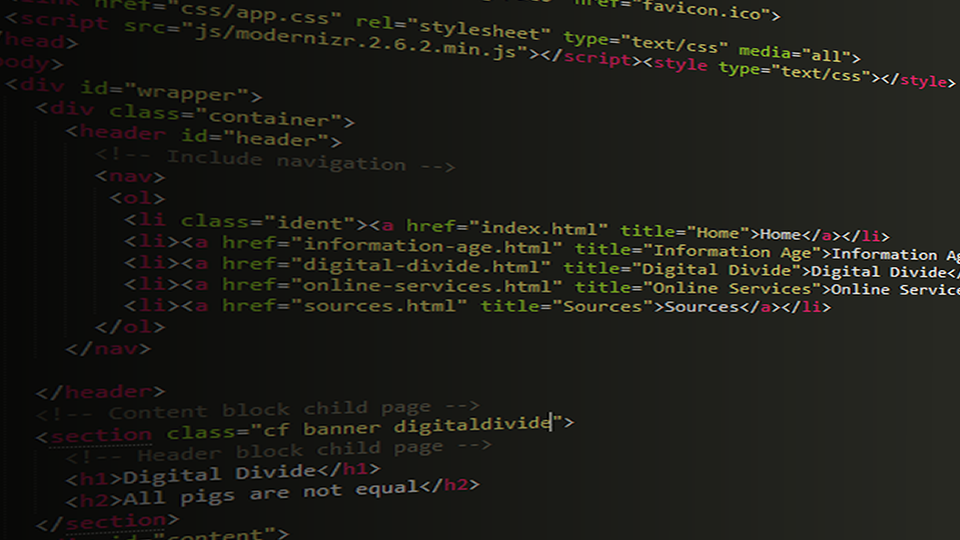 href="favicon.ico">
<script src="js/modernizr.2.6.2.min.js"></script><style type="text/css"></style>
href="css/app.css" rel="stylesheet" type="text/css" media="all">
/head>
body>
<div id="wrapper">
<div class="container">
<header id="header">
<!-- Include navigation -->
<nav>
<ol>
<li class="ident"><a href="index.html" title="Home">Home</a></li>
<li><a href="information-age.html" title="Information Age">Information Ag
<li><a href="digital-divide.html" title="Digital Divide">Digital Divide</
<li><a href="online-services.html" title="Online Services">Online Service
<li><a href="sources.html" title="Sources">Sources</a></li>
</ol>
</nav>
</header>
<!-- Content block child page -->
<section class="cf banner digitaldivide">
<!-- Header block child page -->
<h1>Digital Divide</h1>
<h2>All pigs are not equal</h2>
</section>
"content">